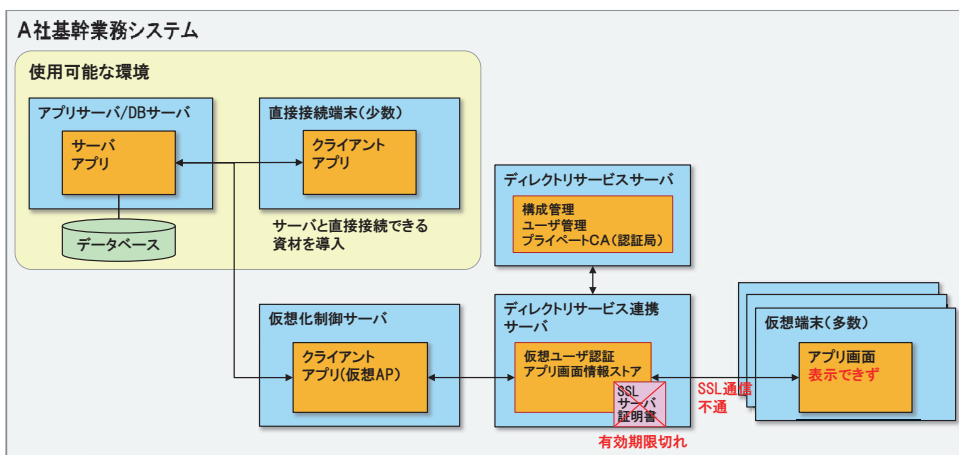 A社基幹業務システム
使用可能な環境
アプリサーバ/DBサーバ
サーバ
アプリ
データベース
直接接続端末(少数)
クライアント
アプリ
サーバと直接接続できる
資材を導入
ディレクトリサービスサーバ
構成管理
ユーザ管理
プライベートCA(認証局)
仮想化制御サーバ
クライアント
アプリ(仮想AP)
ディレクトリサービス連携
サーバ
仮想ユーザ認証
アプリ画面情報ストア
SSL
サーバ
証明書
有効期限切れ
SSL通信
不通
仮想端末(多数)
アプリ画面
表示できず